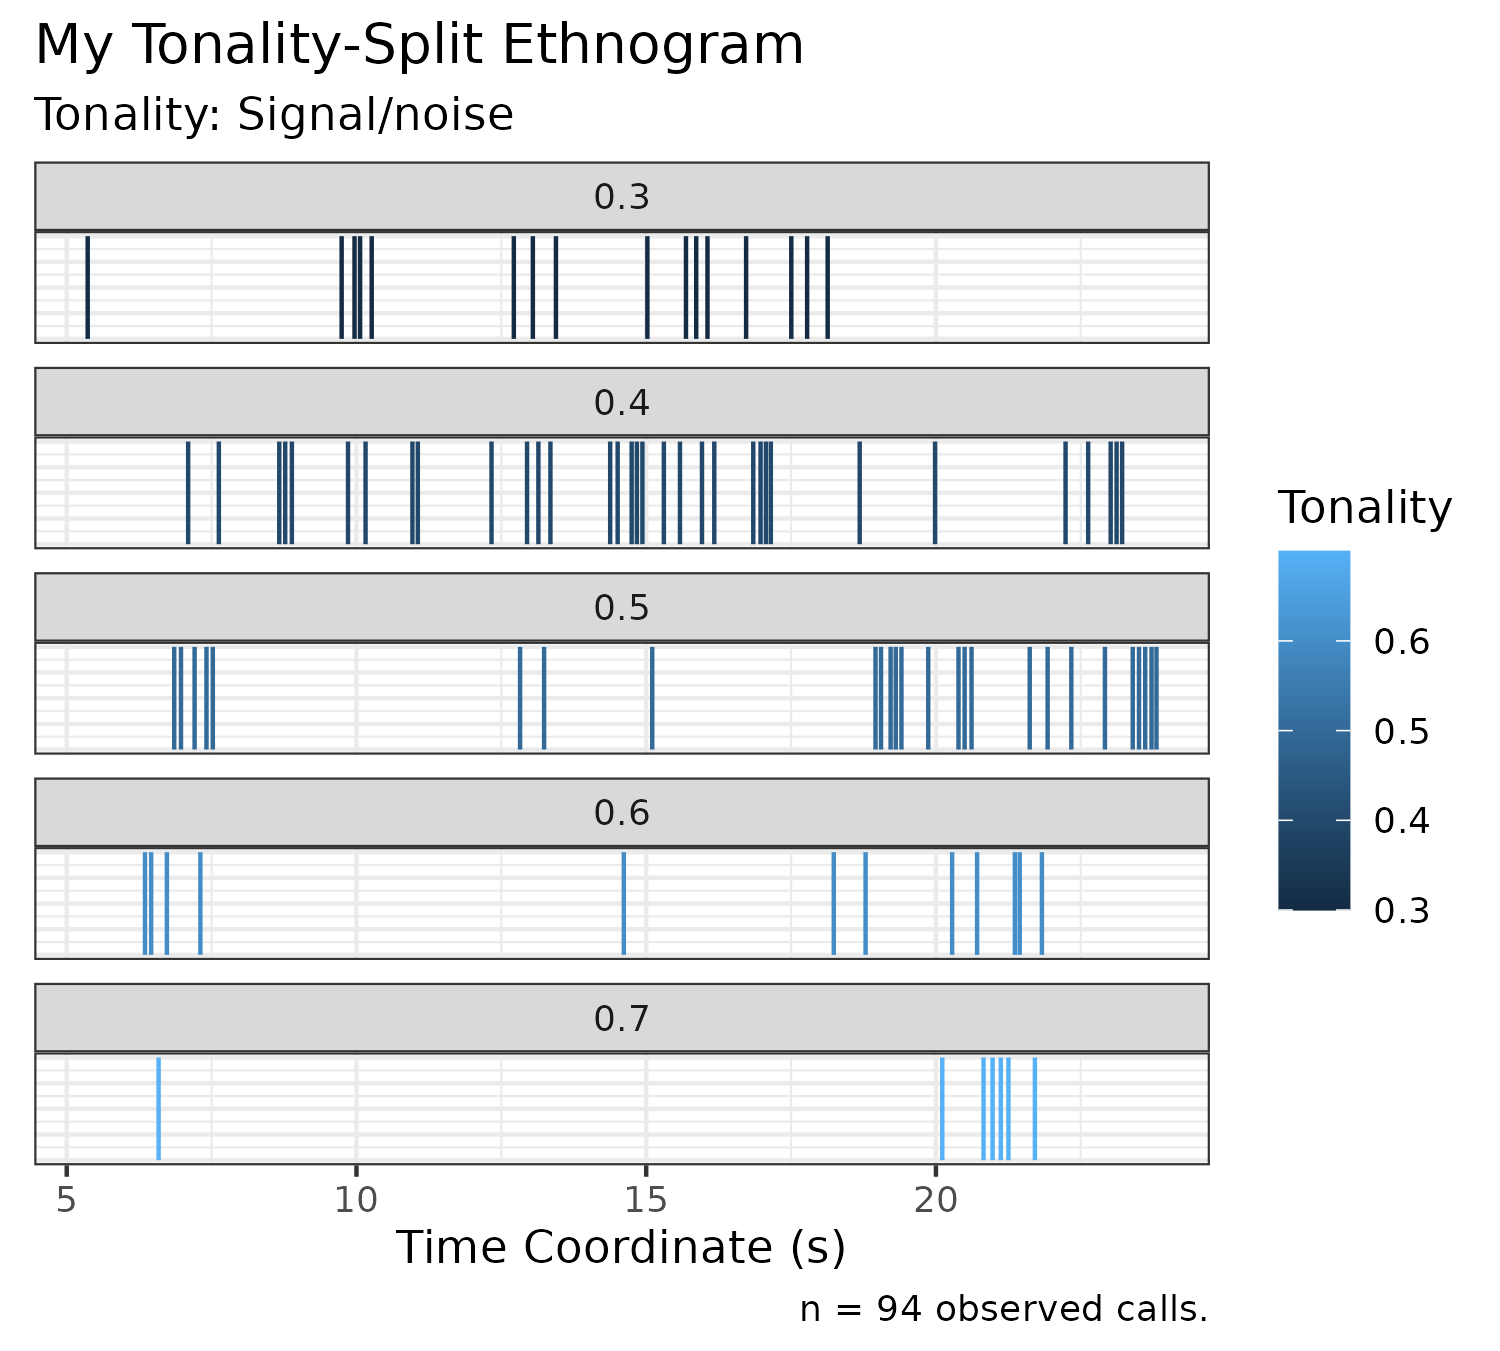 My Tonality-Split Ethnogram
Tonality: Signal/noise
0.3
0.4
0.5
0.6
0.7
5 10 15 20
Time Coordinate (s)
n = 94 observed calls.
Tonality
0.6
0.5
0.4
0.3